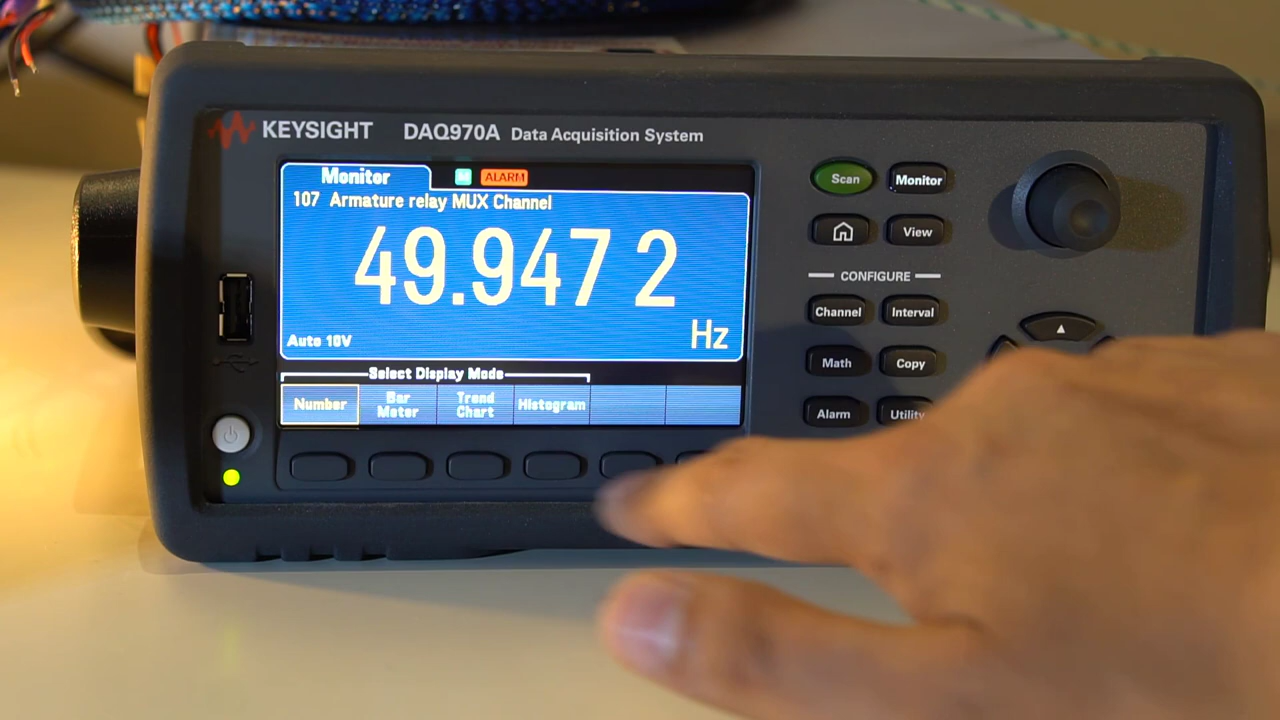 KEYSIGHT DAQ970A Data Acquisition System
Monitor M ALARM
107 Armature relay MUX Channel
49.947 2
Hz
Auto 10V
Select Display Mode
Number Bar Meter Trend Chart Histogram
Scan Monitor
View
CONFIGURE
Channel Interval
Math Copy
Alarm Utility